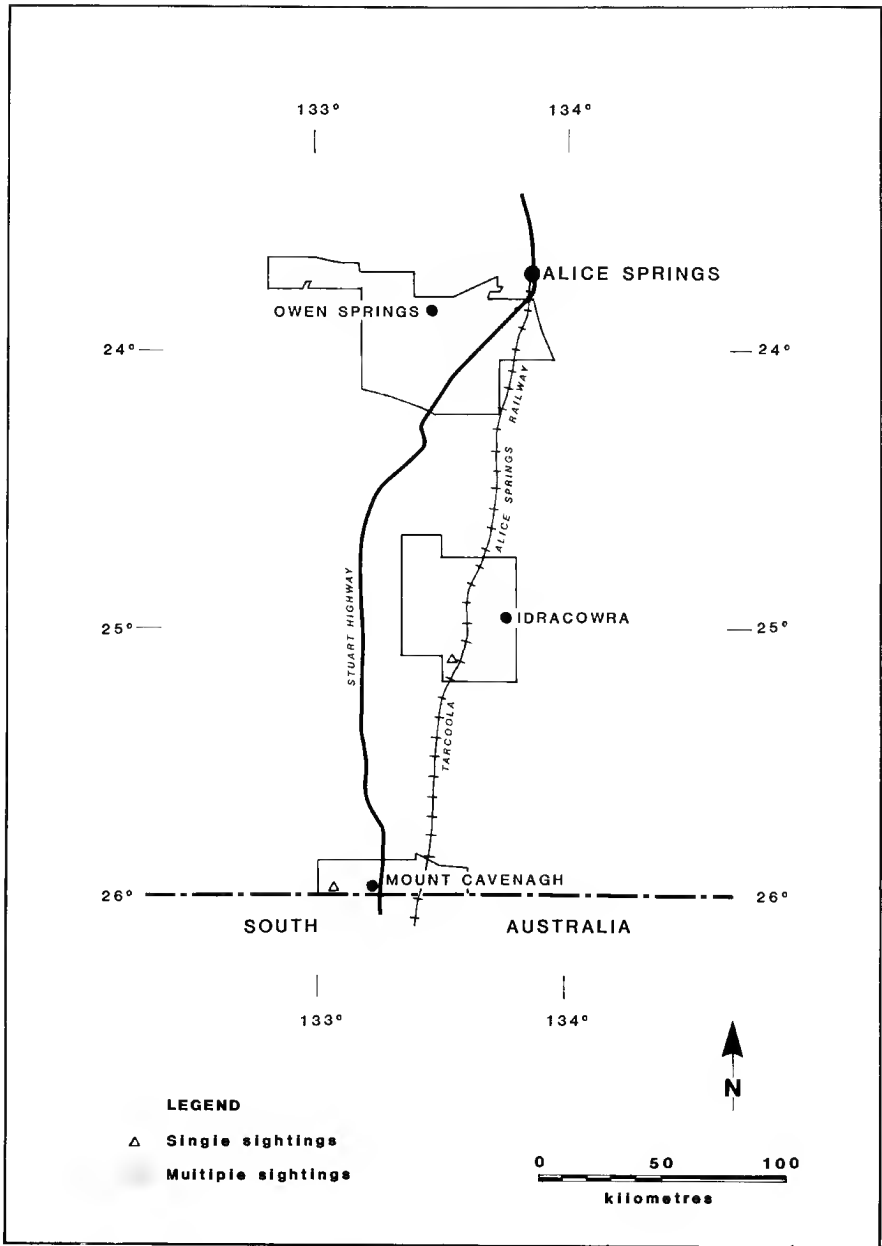 133° 134°
ALICE SPRINGS
OWEN SPRINGS
24° 24°
RAILWAY
ALICE SPRINGS
STUART HIGHWAY
IDRACOWRA
25° 25°
TARCOOLA
MOUNT CAVENAGH
26° 26°
SOUTH AUSTRALIA
133° 134°
N
LEGEND
Single sightings
Multiple sightings
0 50 100
kilometres